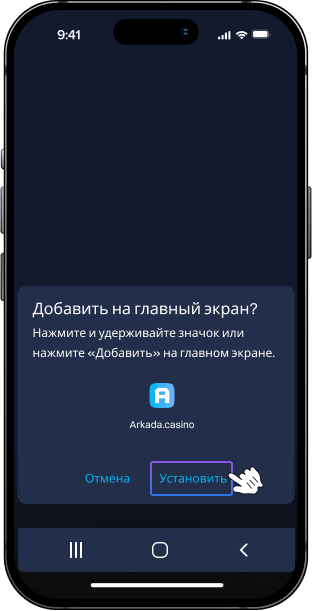 9:41
Добавить на главный экран?
Нажмите и удерживайте значок или
нажмите «Добавить» на главном экране.
Arkada.casino
Отмена
Установить